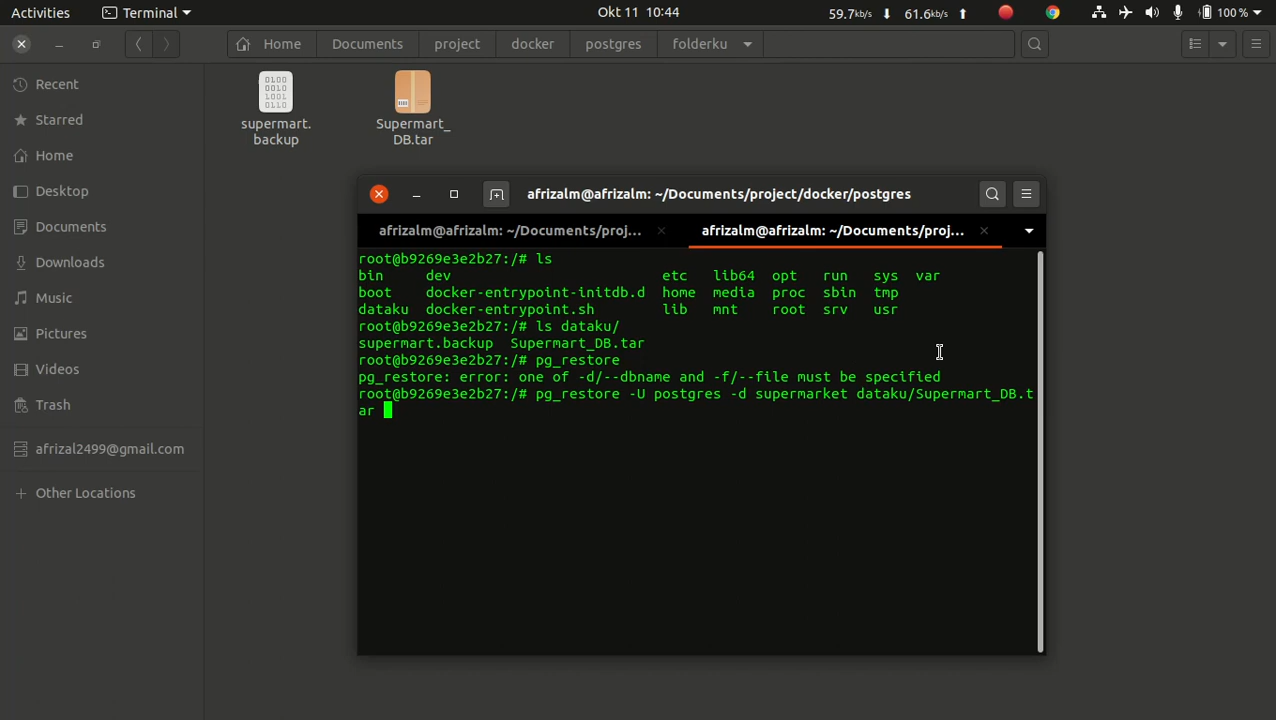 Activities
Terminal
Okt 11 10:44
59.7kb/s
61.6kb/s
100 %
Home
Documents
project
docker
postgres
folderku
Recent
Starred
Home
Desktop
Documents
Downloads
Music
Pictures
Videos
Trash
afrizal2499@gmail.com
Other Locations
supermart.
backup
Supermart_
DB.tar
afrizalm@afrizalm: ~/Documents/project/docker/postgres
afrizalm@afrizalm: ~/Documents/proj...
afrizalm@afrizalm: ~/Documents/proj...
root@b9269e3e2b27:/# ls
bin dev etc lib64 opt run sys var
boot docker-entrypoint-initdb.d home media proc sbin tmp
dataku docker-entrypoint.sh lib mnt root srv usr
root@b9269e3e2b27:/# ls dataku/
supermart.backup Supermart_DB.tar
root@b9269e3e2b27:/# pg_restore
pg_restore: error: one of -d/--dbname and -f/--file must be specified
root@b9269e3e2b27:/# pg_restore -U postgres -d supermarket dataku/Supermart_DB.t
ar